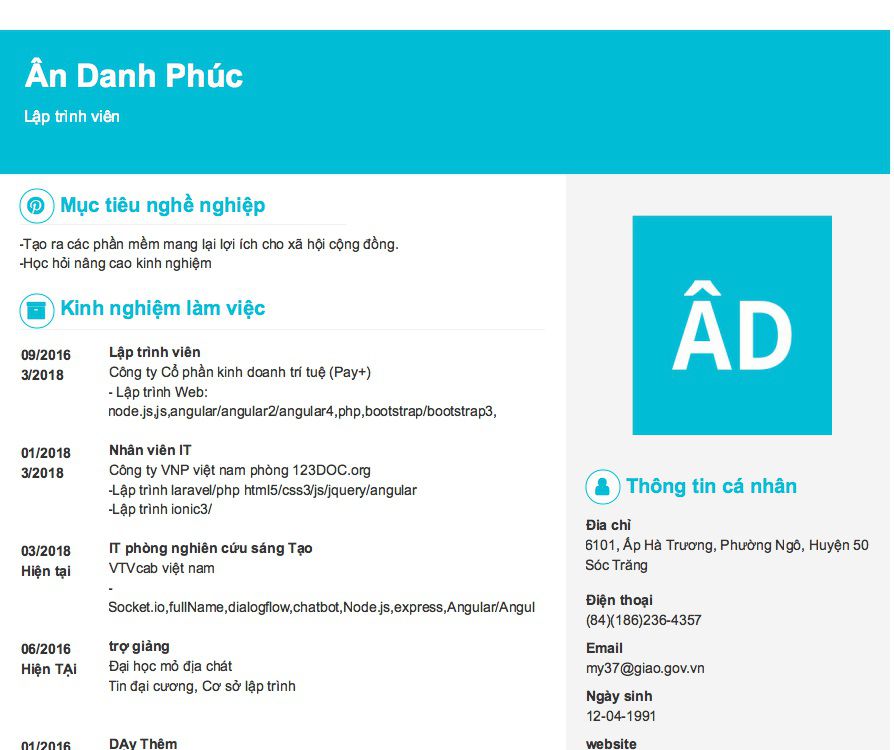 Ân Danh Phúc
Lập trình viên
Mục tiêu nghề nghiệp
-Tạo ra các phần mềm mang lại lợi ích cho xã hội cộng đồng.
-Học hỏi nâng cao kinh nghiệm
Kinh nghiệm làm việc
09/2016
3/2018
Lập trình viên
Công ty Cổ phần kinh doanh trí tuệ (Pay+)
- Lập trình Web:
node.js,js,angular/angular2/angular4,php,bootstrap/bootstrap3,
01/2018
3/2018
Nhân viên IT
Công ty VNP việt nam phòng 123DOC.org
-Lập trình laravel/php html5/css3/js/jquery/angular
-Lập trình ionic3/
03/2018
Hiện tại
IT phòng nghiên cứu sáng Tạo
VTVcab việt nam
-
Socket.io,fullName,dialogflow,chatbot,Node.js,express,Angular/Angul
06/2016
Hiện TẠi
trợ giảng
Đại học mỏ địa chát
Tin đại cương, Cơ sở lập trình
01/2016
DAy Thêm
ÂD
Thông tin cá nhân
Đia chỉ
6101, Ấp Hà Trương, Phường Ngô, Huyện 50
Sóc Trăng
Điện thoại
(84)(186)236-4357
Email
my37@giao.gov.vn
Ngày sinh
12-04-1991
website